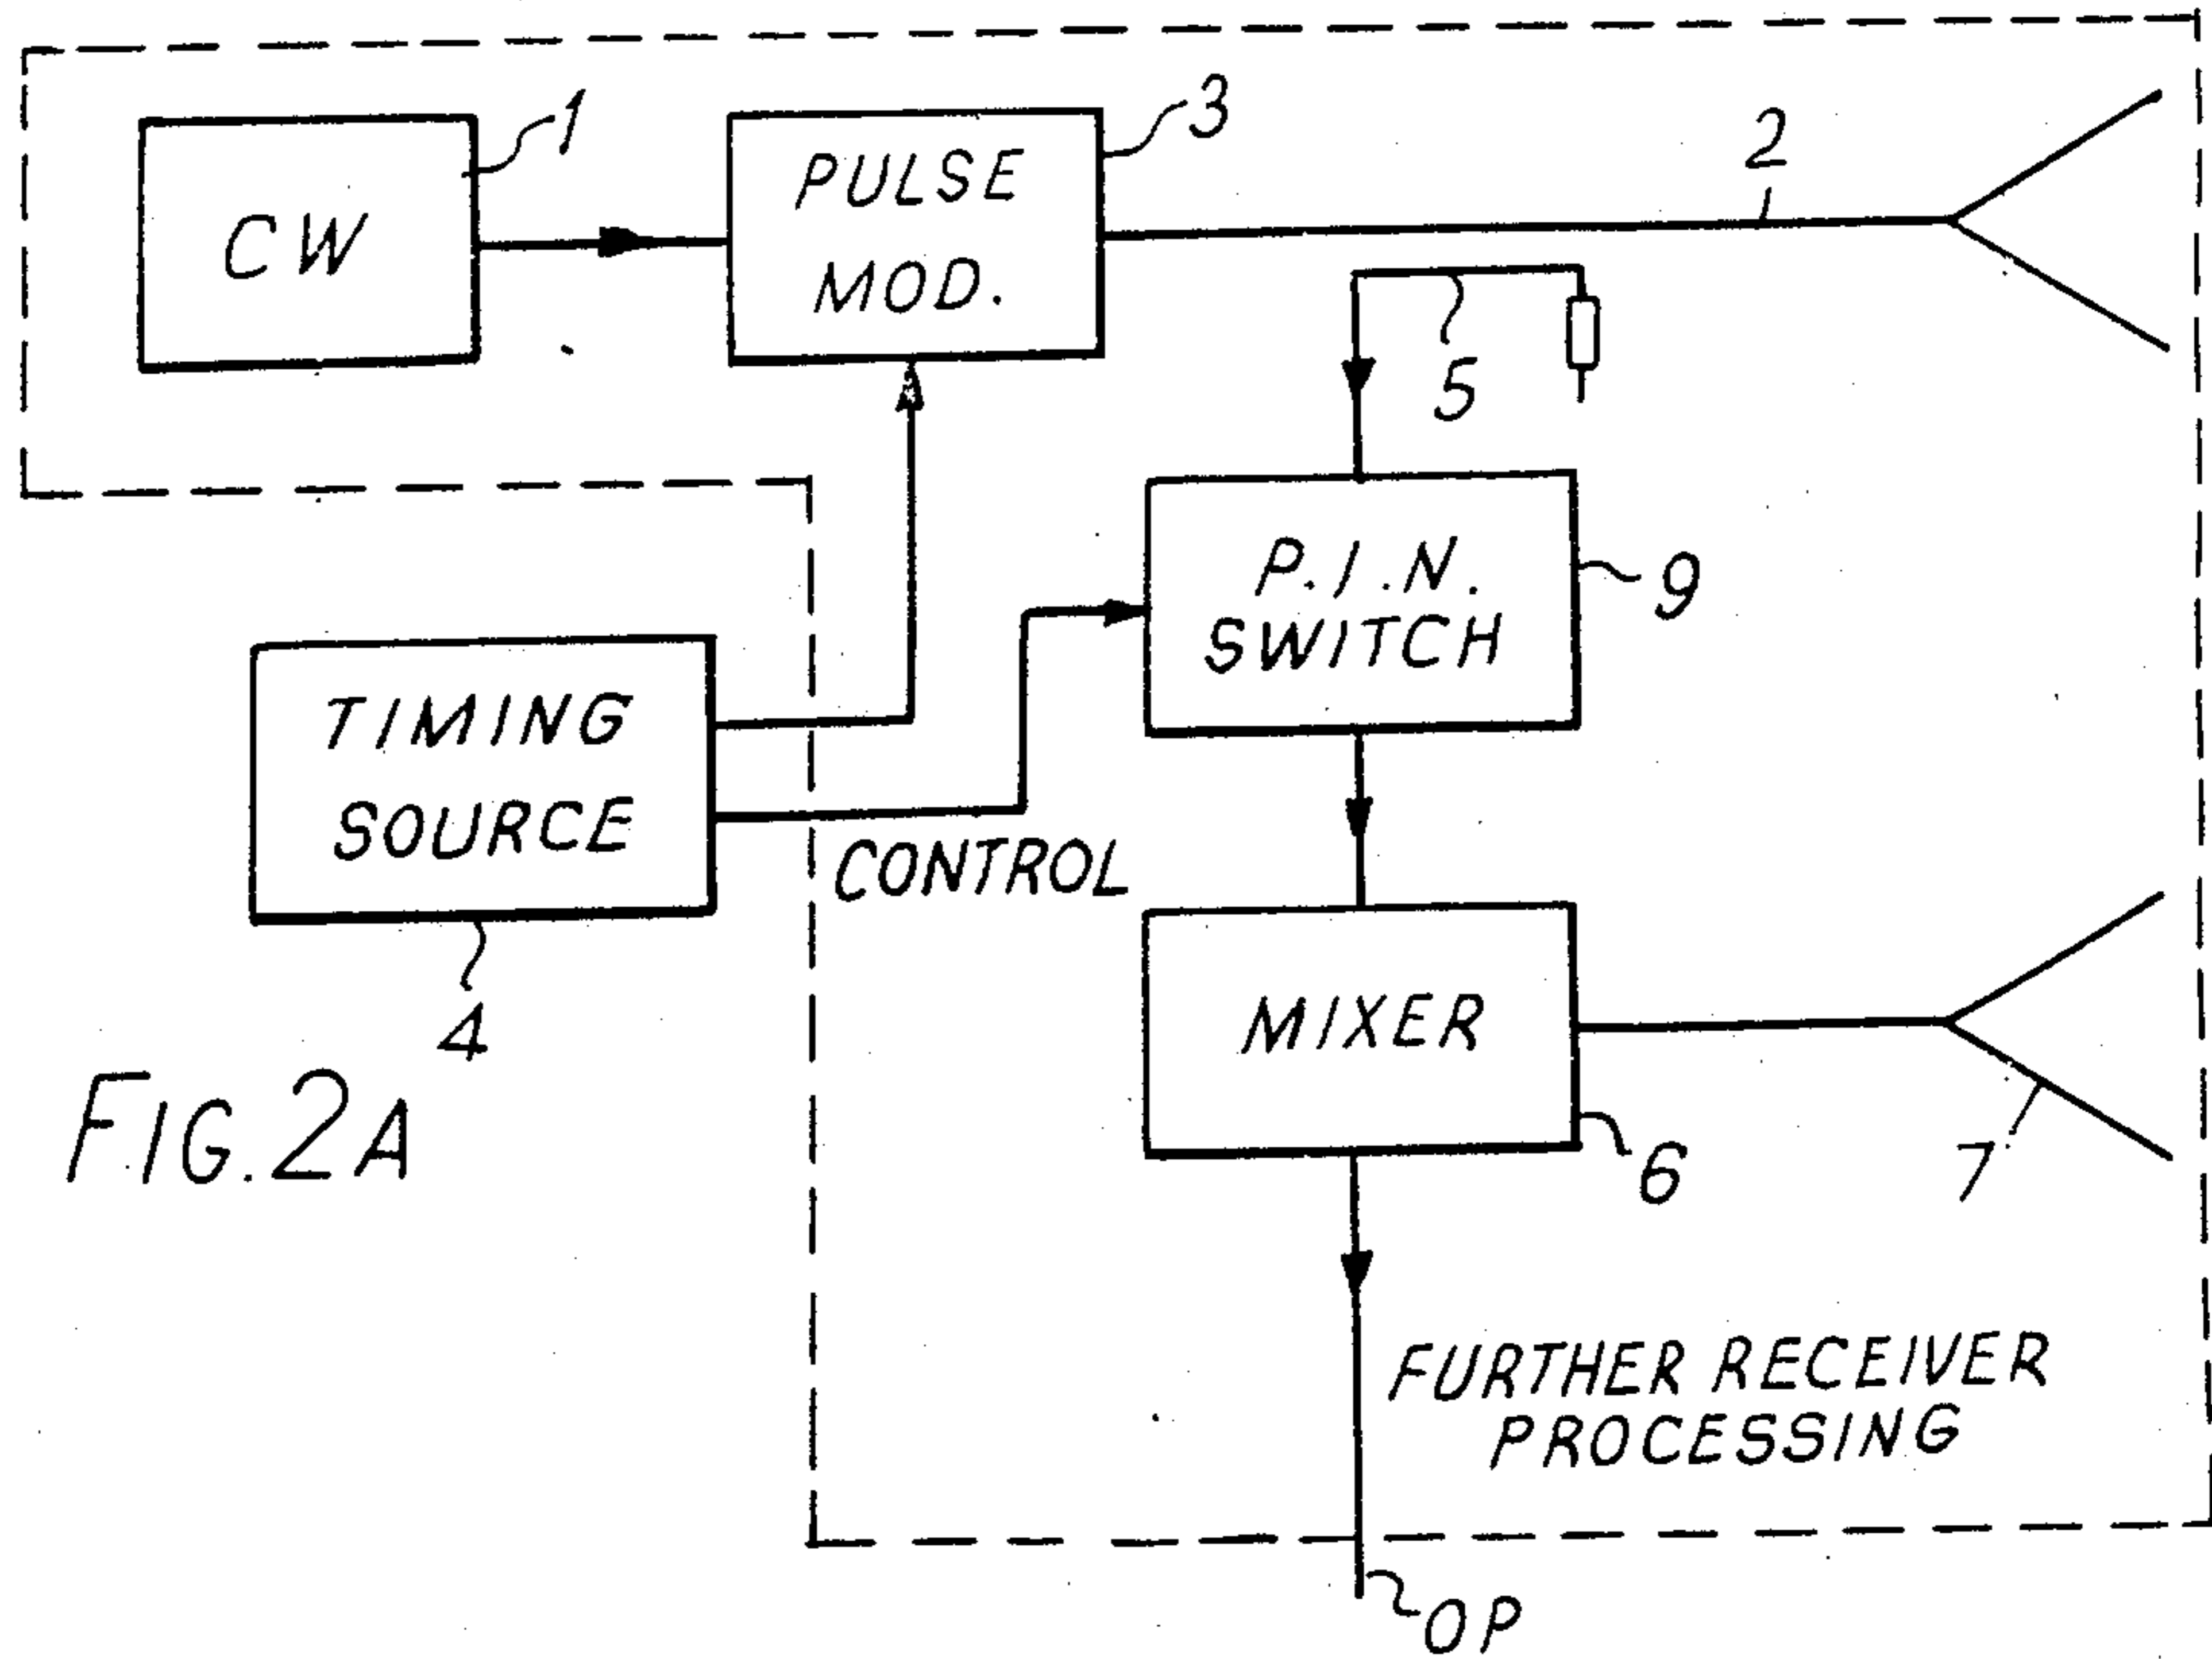 1
3
2
CW
PULSE
MOD.
5
P.I.N.
SWITCH
9
TIMING
SOURCE
CONTROL
4
MIXER
6
7
FIG.2A
FURTHER RECEIVER
PROCESSING
OP